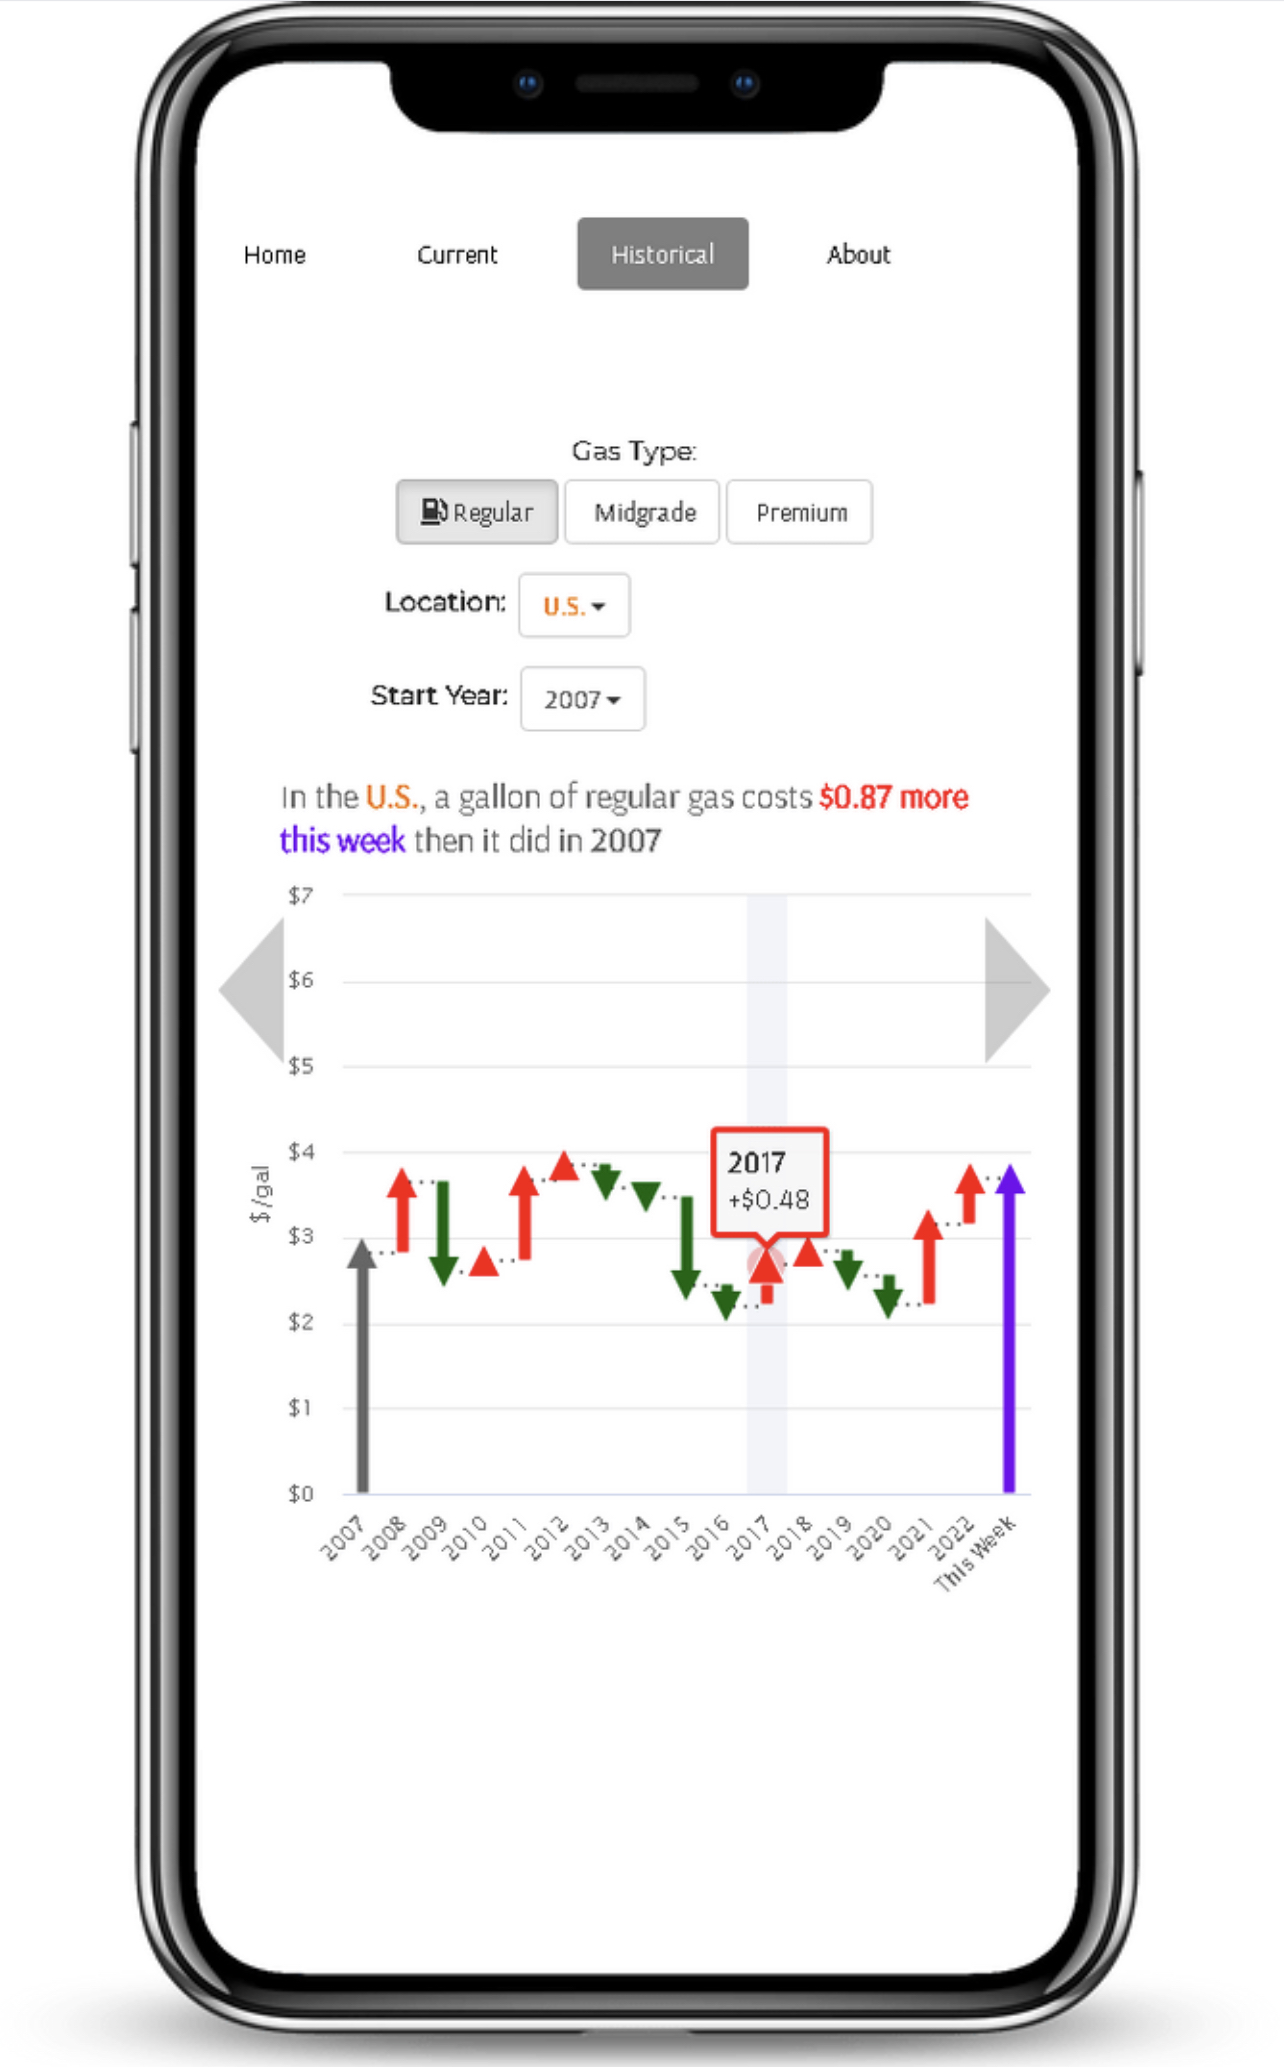 Home Current Historical About
Gas Type:
Regular Midgrade Premium
Location: U.S.
Start Year: 2007
In the U.S., a gallon of regular gas costs $0.87 more
this week then it did in 2007
$7
$6
$5
$4
$3
$2
$1
$0
$/gal
2017
+$0.48
2007 2008 2009 2010 2011 2012 2013 2014 2015 2016 2017 2018 2019 2020 2021 2022 This Week